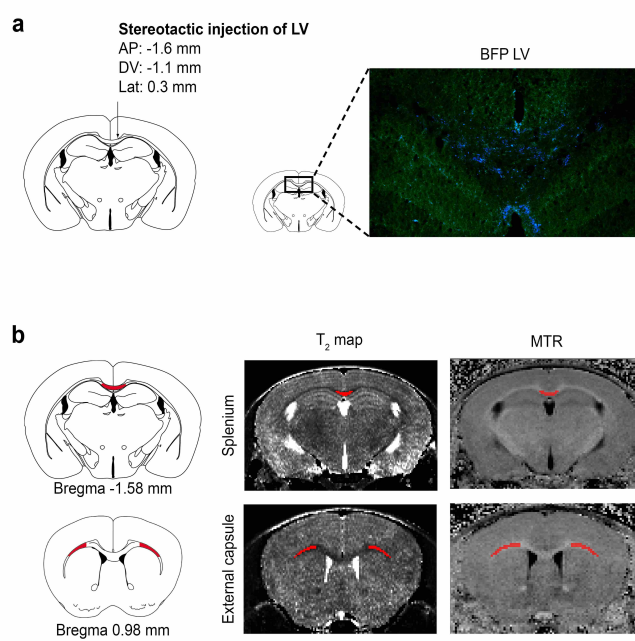 a
Stereotactic injection of LV
AP: -1.6 mm
DV: -1.1 mm
Lat: 0.3 mm
BFP LV
b
T2 map
MTR
Splenium
Bregma -1.58 mm
External capsule
Bregma 0.98 mm